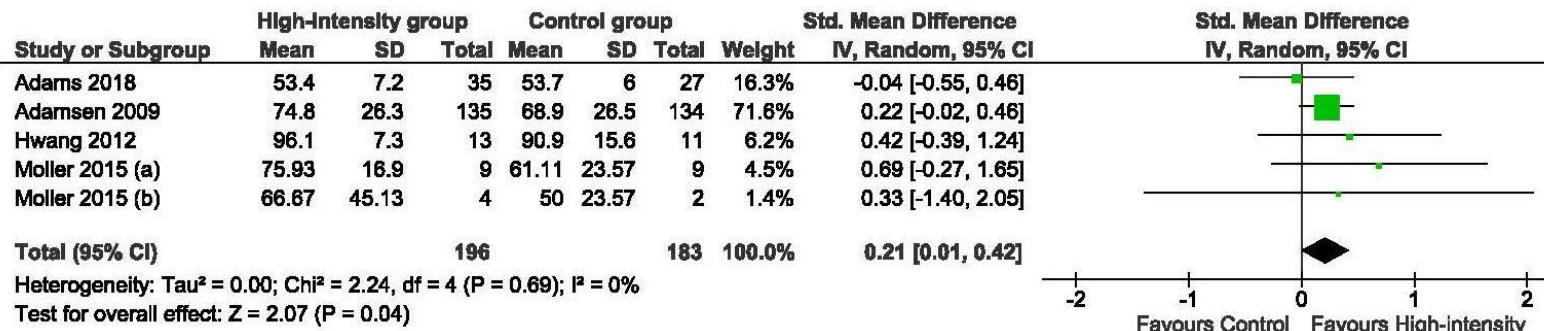 High-intensity group Control group Std. Mean Difference Std. Mean Difference
Study or Subgroup Mean SD Total Mean SD Total Weight IV, Random, 95% CI IV, Random, 95% CI
Adams 2018 53.4 7.2 35 53.7 6 27 16.3% -0.04 [-0.55, 0.46]
Adamsen 2009 74.8 26.3 135 68.9 26.5 134 71.6% 0.22 [-0.02, 0.46]
Hwang 2012 96.1 7.3 13 90.9 15.6 11 6.2% 0.42 [-0.39, 1.24]
Moller 2015 (a) 75.93 16.9 9 61.11 23.57 9 4.5% 0.69 [-0.27, 1.65]
Moller 2015 (b) 66.67 45.13 4 50 23.57 2 1.4% 0.33 [-1.40, 2.05]
Total (95% CI) 196 183 100.0% 0.21 [0.01, 0.42]
Heterogeneity: Tau² = 0.00; Chi² = 2.24, df = 4 (P = 0.69); I² = 0%
Test for overall effect: Z = 2.07 (P = 0.04)
-2 -1 0 1 2
Favours Control Favours High-intensity